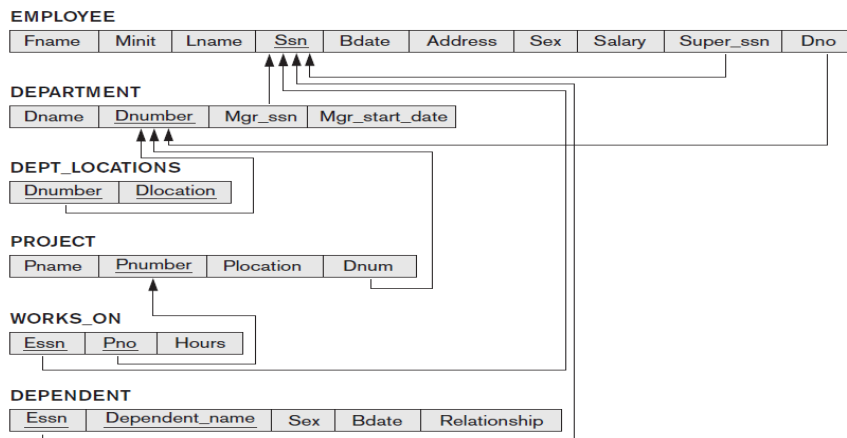 EMPLOYEE
Fname Minit Lname Ssn Bdate Address Sex Salary Super_ssn Dno
DEPARTMENT
Dname Dnumber Mgr_ssn Mgr_start_date
DEPT_LOCATIONS
Dnumber Dlocation
PROJECT
Pname Pnumber Plocation Dnum
WORKS_ON
Essn Pno Hours
DEPENDENT
Essn Dependent_name Sex Bdate Relationship